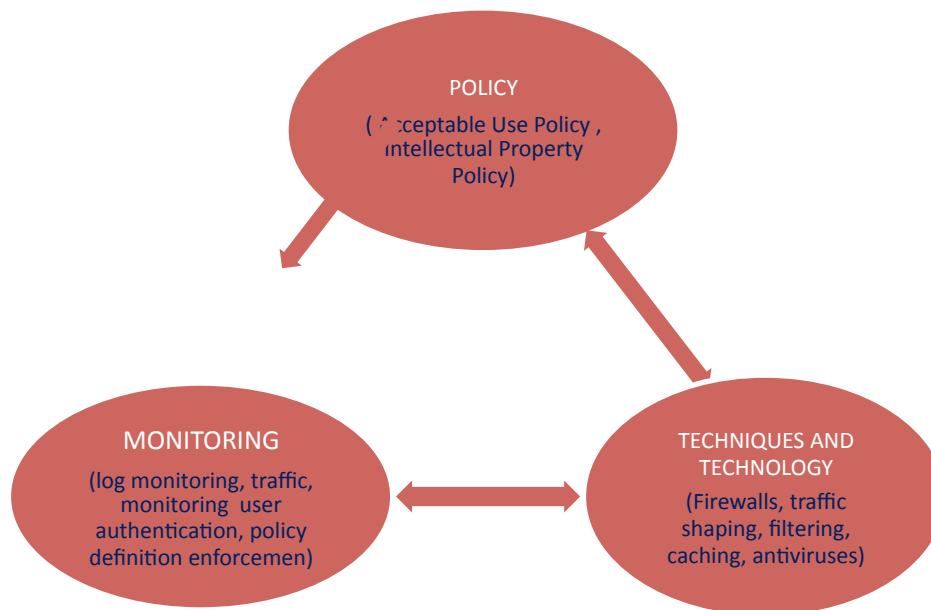 POLICY
( Acceptable Use Policy ,
Intellectual Property
Policy)
MONITORING
(log monitoring, traffic,
monitoring  user
authentication, policy
definition enforcemen)
TECHNIQUES AND
TECHNOLOGY
(Firewalls, traffic
shaping, filtering,
caching, antiviruses)